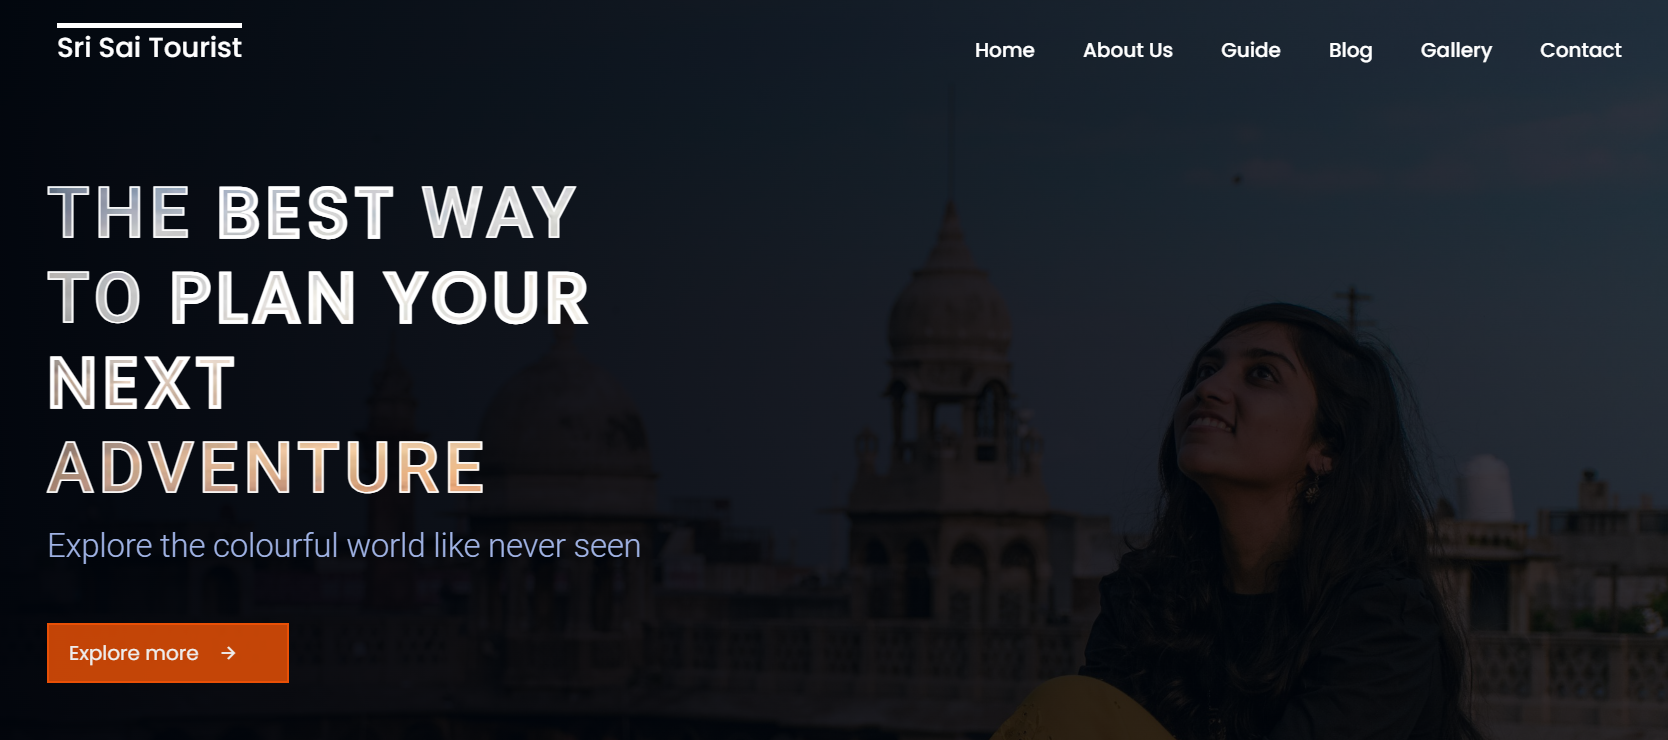 Sri Sai Tourist
Home About Us Guide Blog Gallery Contact
THE BEST WAY
TO PLAN YOUR
NEXT
ADVENTURE
Explore the colourful world like never seen
Explore more →